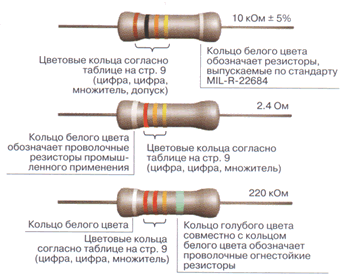 10 кОм ± 5%
Цветовые кольца согласно
таблице на стр. 9
(цифра, цифра,
множитель, допуск)
Кольцо белого цвета
обозначает резисторы,
выпускаемые по стандарту
MIL-R-22684
2.4 Ом
Кольцо белого цвета
обозначает проволочные
резисторы промыш-
ленного применения
Цветовые кольца согласно
таблице на стр. 9
(цифра, цифра, множитель)
220 кОм
Кольцо белого цвета
Цветовые кольца
согласно таблице на стр. 9
(цифра, цифра, множитель)
Кольцо голубого цвета
совместно с кольцом
белого цвета обозначает
проволочные огнестойкие
резисторы